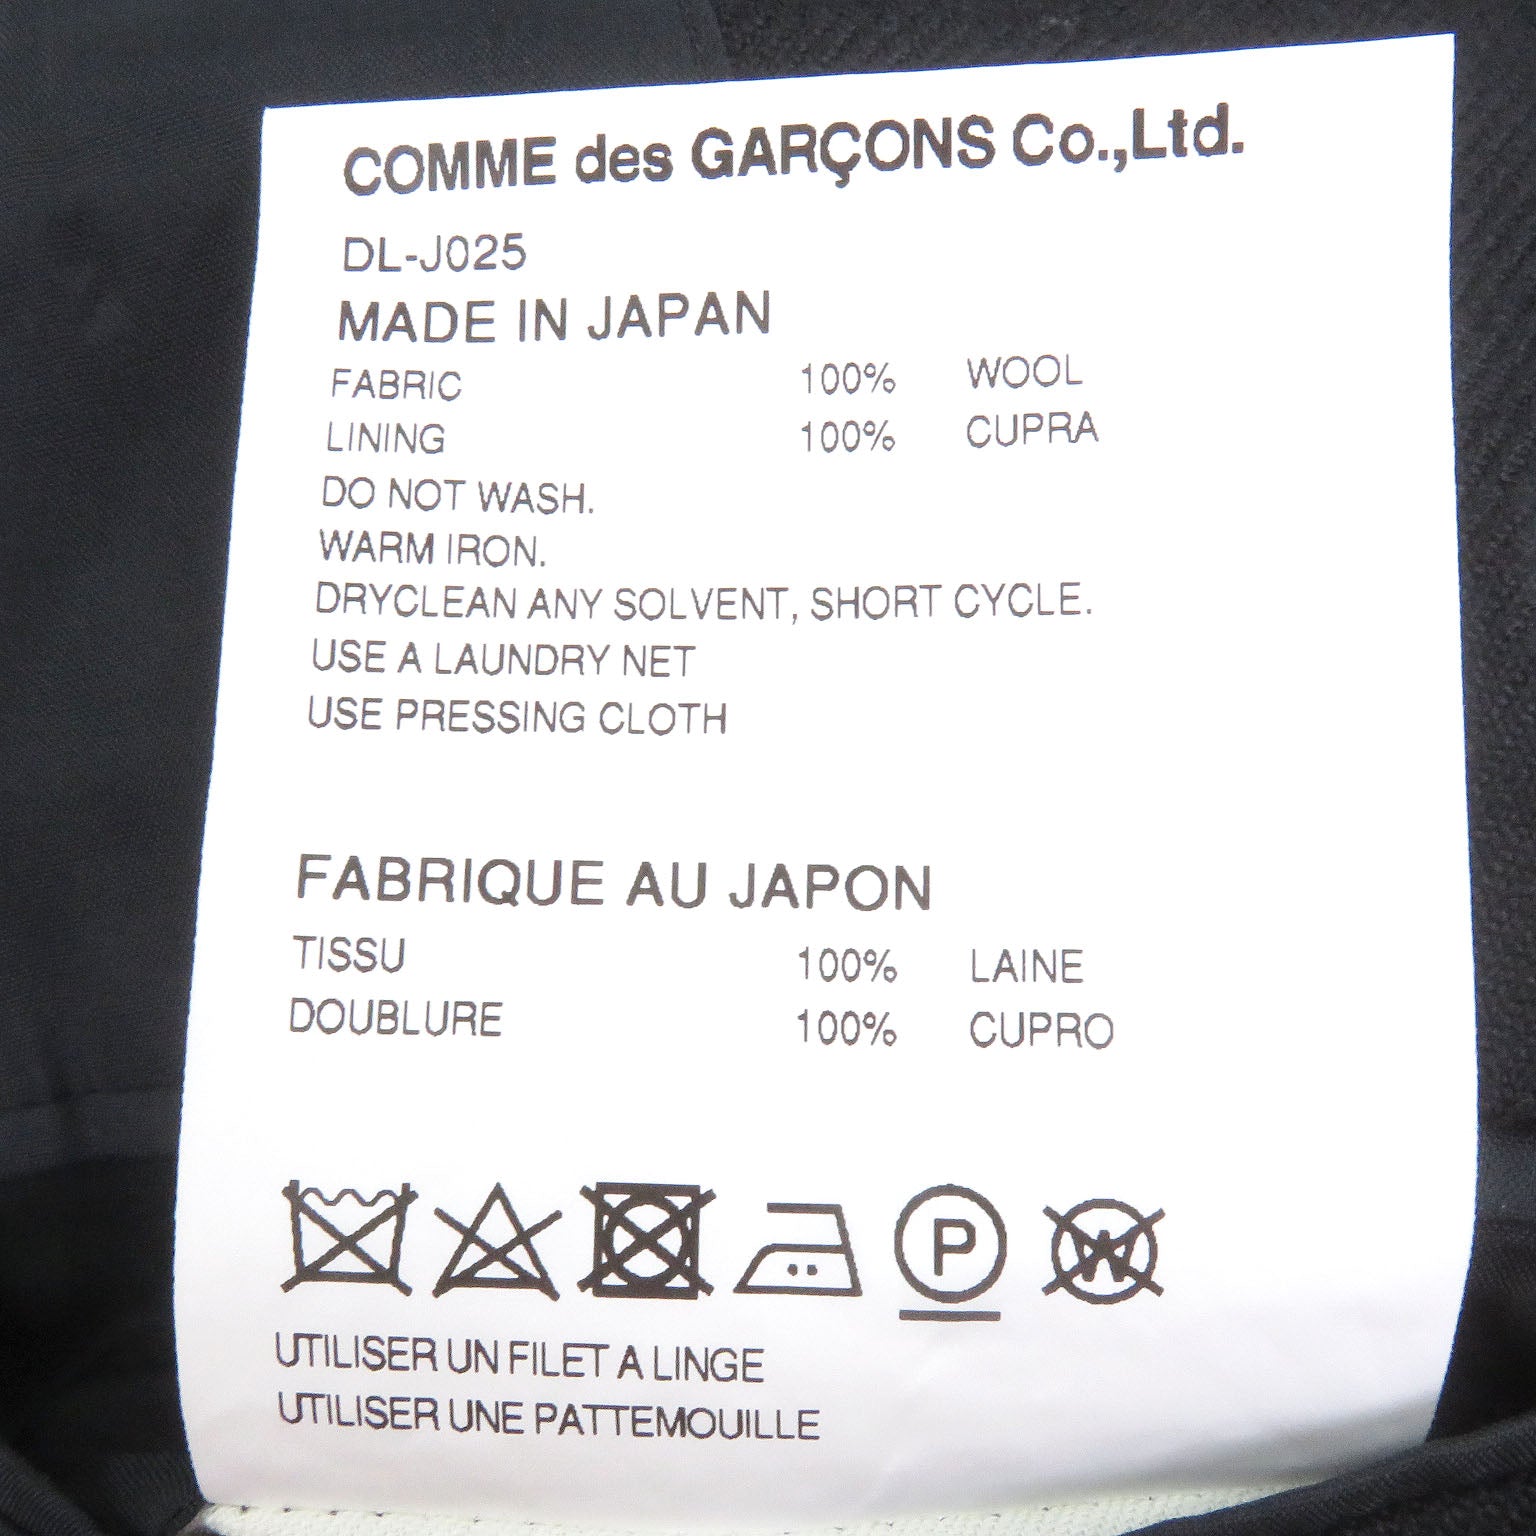 COMME des GARÇONS Co.,Ltd.
DL-J025
MADE IN JAPAN
FABRIC 100% WOOL
LINING 100% CUPRA
DO NOT WASH.
WARM IRON.
DRYCLEAN ANY SOLVENT, SHORT CYCLE.
USE A LAUNDRY NET
USE PRESSING CLOTH
FABRIQUE AU JAPON
TISSU 100% LAINE
DOUBLURE 100% CUPRO
P W
UTILISER UN FILET A LINGE
UTILISER UNE PATTEMOUILLE